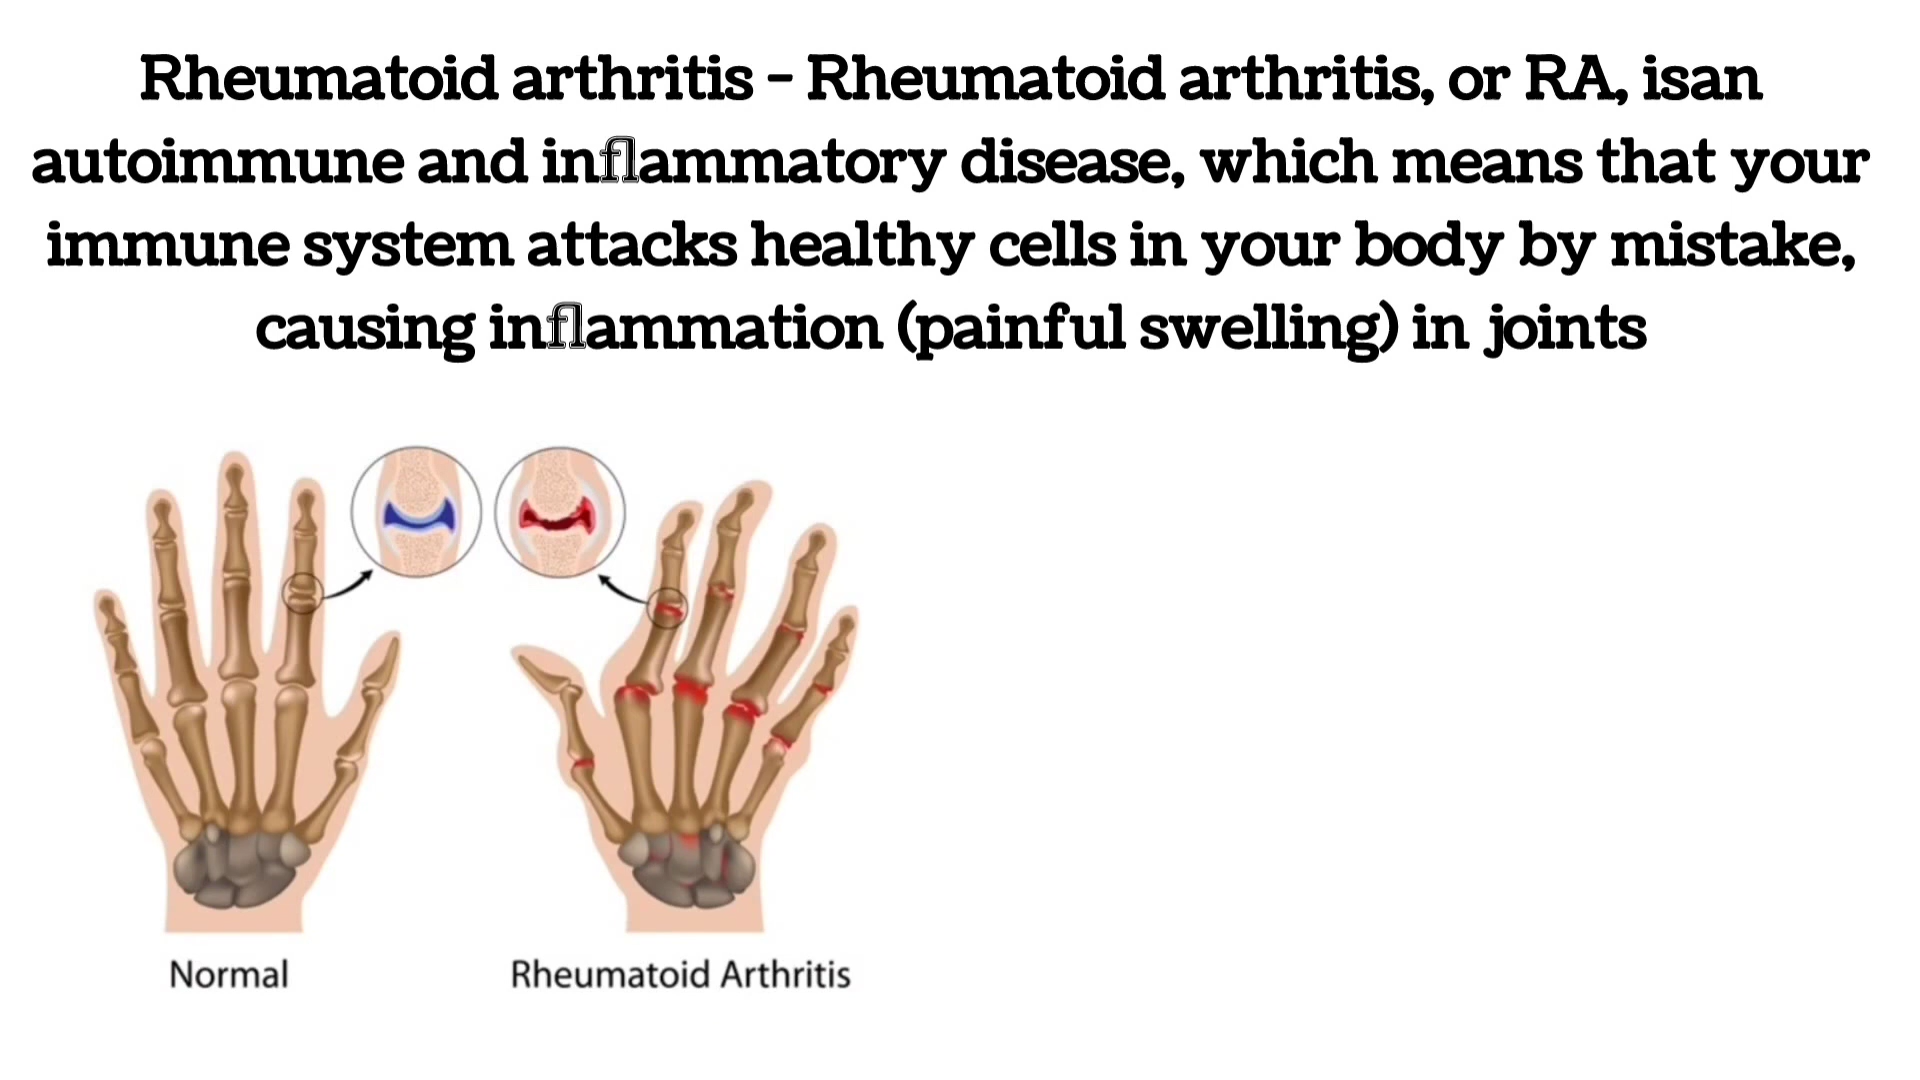 Rheumatoid arthritis - Rheumatoid arthritis, or RA, isan
autoimmune and inflammatory disease, which means that your
immune system attacks healthy cells in your body by mistake,
causing inflammation (painful swelling) in joints
Normal
Rheumatoid Arthritis